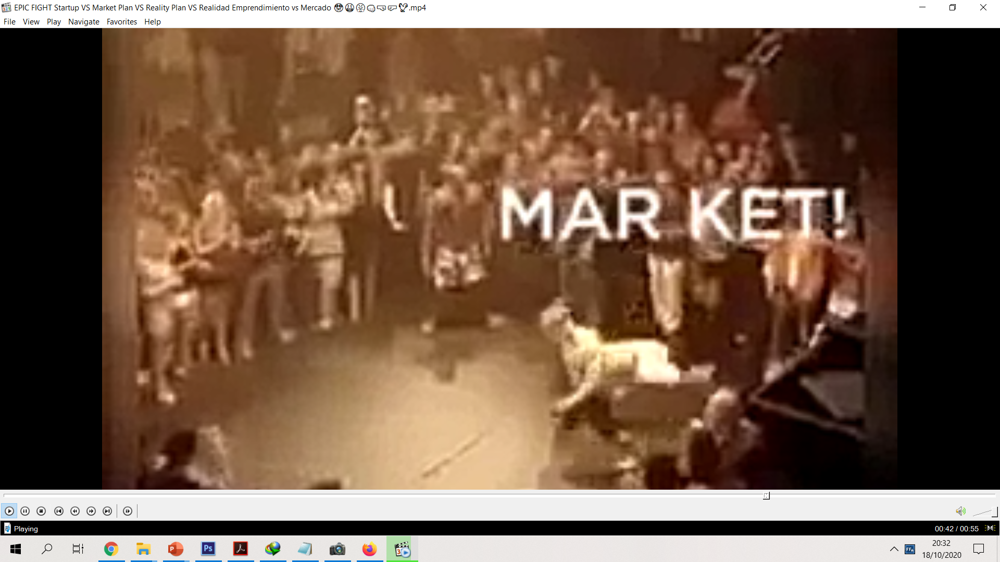 EPIC FIGHT Startup VS Market Plan VS Reality Plan VS Realidad Emprendimiento vs Mercado 😳🤬😡👊🤜🤛🐓.mp4
File View Play Navigate Favorites Help
MAR KET!
Playing
00:42 / 00:55
20:32
18/10/2020